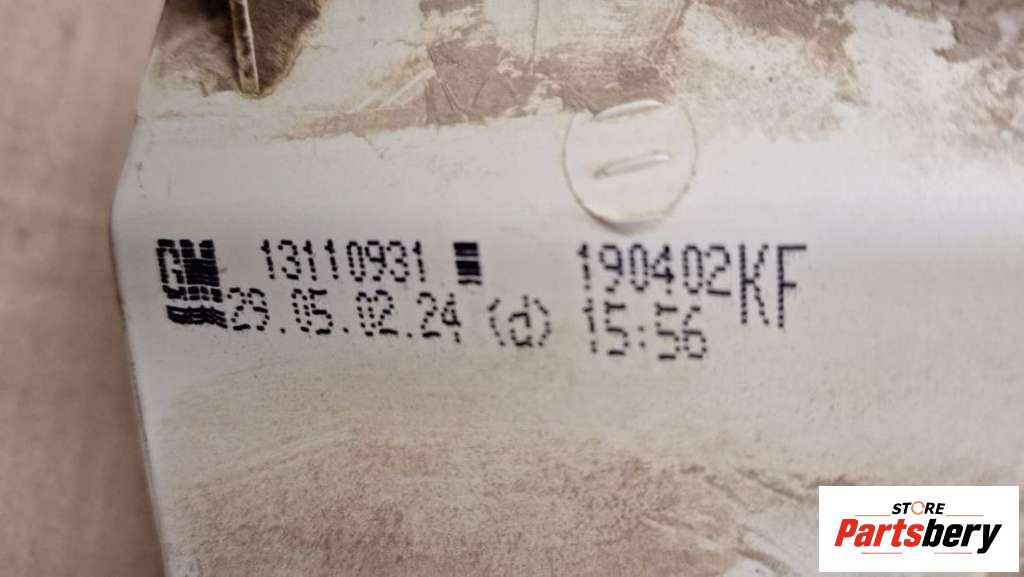 GM 13110931 190402KF
29.05.02.24 (d) 15:56
STORE
Partsbery